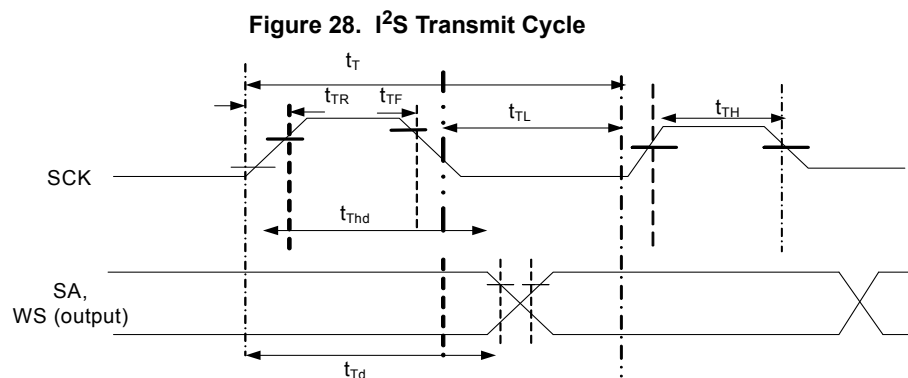 Figure 28. I²S Transmit Cycle
tT
tTR
tTF
tTL
tTH
SCK
tThd
SA,
WS (output)
tTd